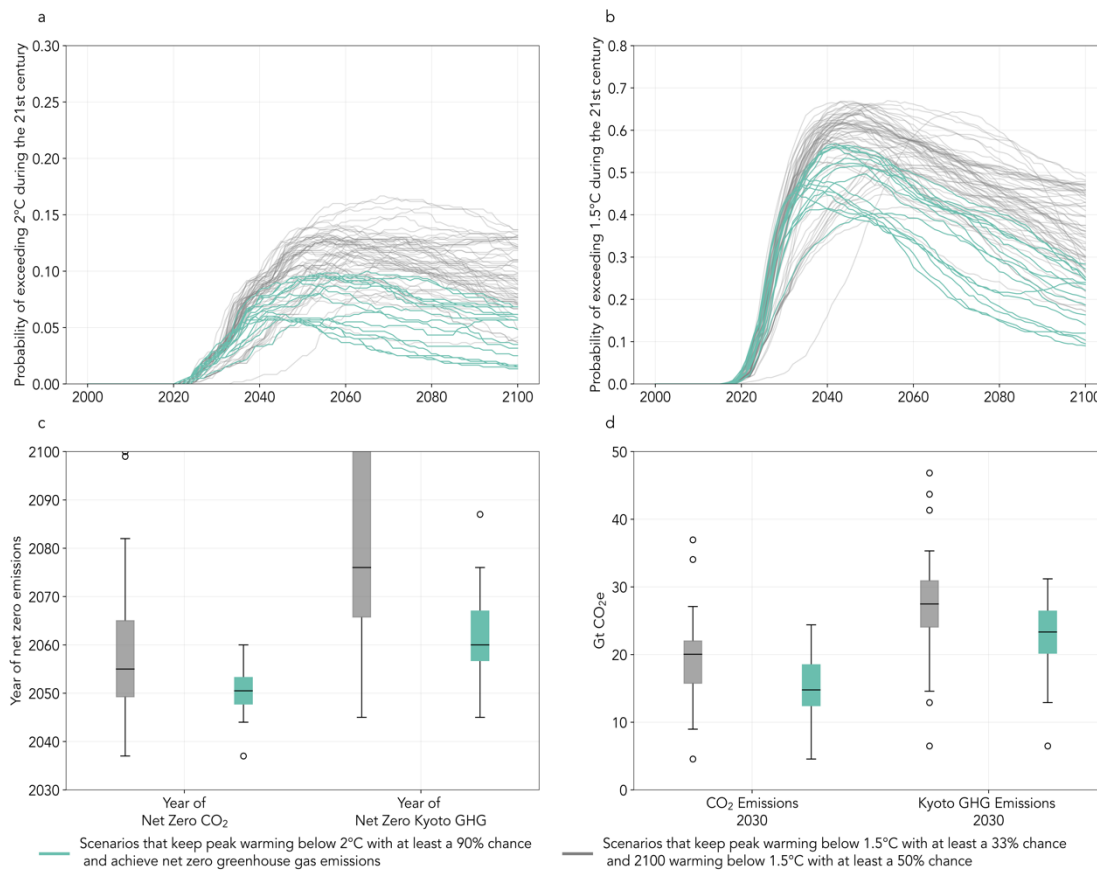 a
Probability of exceeding 2ºC during the 21st century
0.30
0.25
0.20
0.15
0.10
0.05
0.00
2000
2020
2040
2060
2080
2100
b
Probability of exceeding 1.5ºC during the 21st century
0.8
0.7
0.6
0.5
0.4
0.3
0.2
0.1
0.0
2000
2020
2040
2060
2080
2100
c
Year of net zero emissions
2100
2090
2080
2070
2060
2050
2040
2030
Year of
Net Zero CO₂
Year of
Net Zero Kyoto GHG
d
Gt CO₂e
50
40
30
20
10
0
CO₂ Emissions
2030
Kyoto GHG Emissions
2030
Scenarios that keep peak warming below 2ºC with at least a 90% chance
and achieve net zero greenhouse gas emissions
Scenarios that keep peak warming below 1.5ºC with at least a 33% chance
and 2100 warming below 1.5ºC with at least a 50% chance